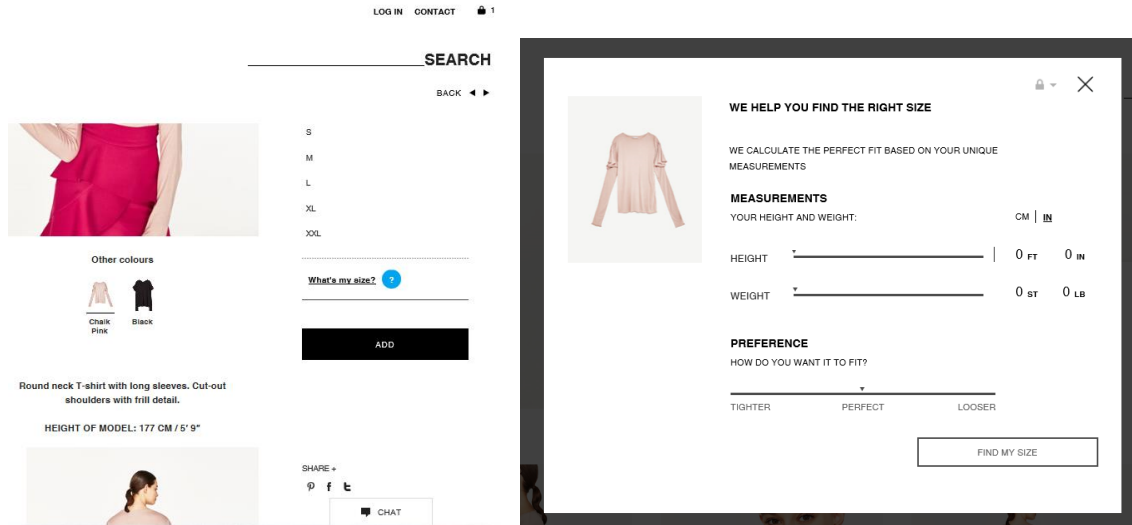 LOG IN CONTACT 1
SEARCH
BACK
S
M
L
XL
XXL
Other colours
Chalk
Pink
Black
What's my size? ?
ADD
Round neck T-shirt with long sleeves. Cut-out
shoulders with frill detail.
HEIGHT OF MODEL: 177 CM / 5′ 9″
SHARE +
CHAT
WE HELP YOU FIND THE RIGHT SIZE
WE CALCULATE THE PERFECT FIT BASED ON YOUR UNIQUE
MEASUREMENTS
MEASUREMENTS
YOUR HEIGHT AND WEIGHT:
CM | IN
HEIGHT 0 FT 0 IN
WEIGHT 0 ST 0 LB
PREFERENCE
HOW DO YOU WANT IT TO FIT?
TIGHTER PERFECT LOOSER
FIND MY SIZE